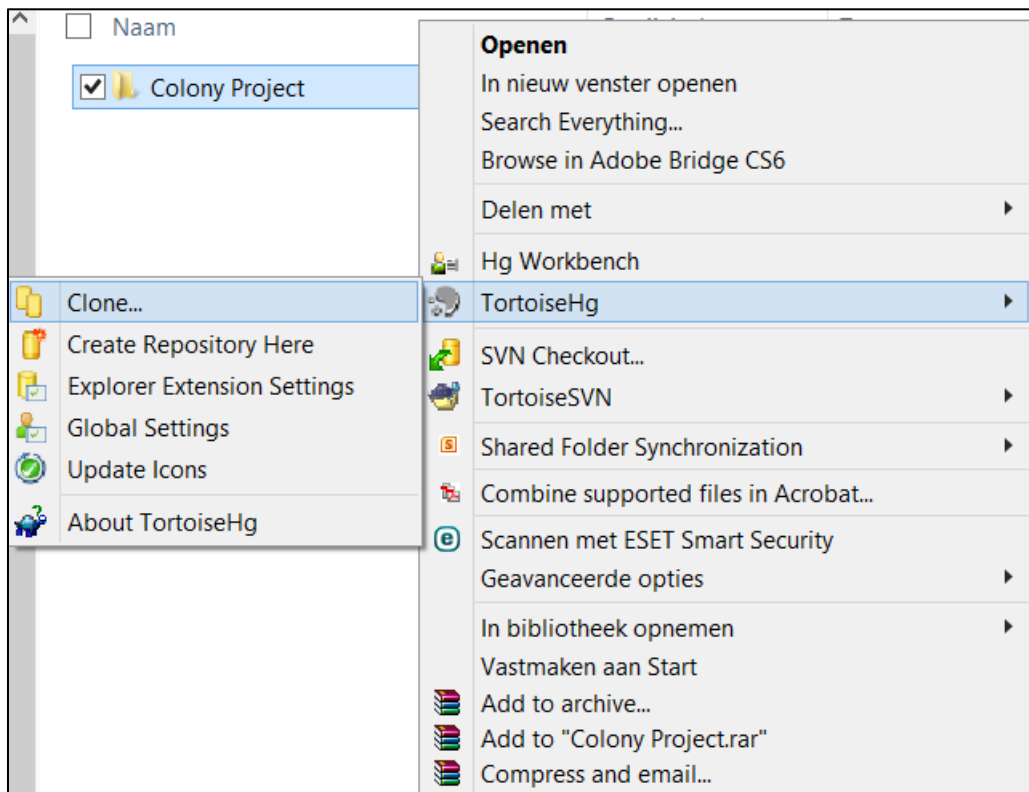 Naam
Colony Project
Openen
In nieuw venster openen
Search Everything...
Browse in Adobe Bridge CS6
Delen met
Hg Workbench
TortoiseHg
SVN Checkout...
TortoiseSVN
Shared Folder Synchronization
Combine supported files in Acrobat...
Scannen met ESET Smart Security
Geavanceerde opties
In bibliotheek opnemen
Vastmaken aan Start
Add to archive...
Add to "Colony Project.rar"
Compress and email...
Clone...
Create Repository Here
Explorer Extension Settings
Global Settings
Update Icons
About TortoiseHg